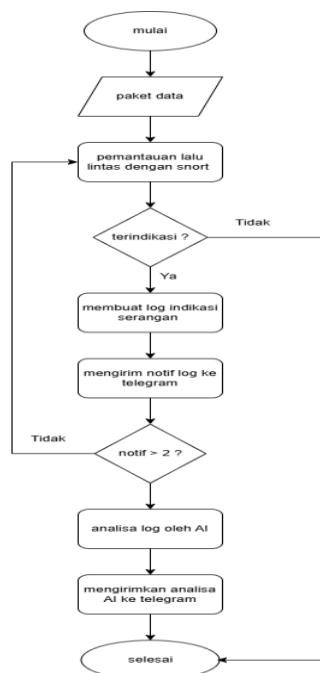 mulai
paket data
pemantauan lalu
lintas dengan snort
terindikasi ?
Tidak
Ya
membuat log indikasi
serangan
mengirim notif log ke
telegram
Tidak
notif > 2 ?
analisa log oleh AI
mengirimkan analisa
AI ke telegram
selesai